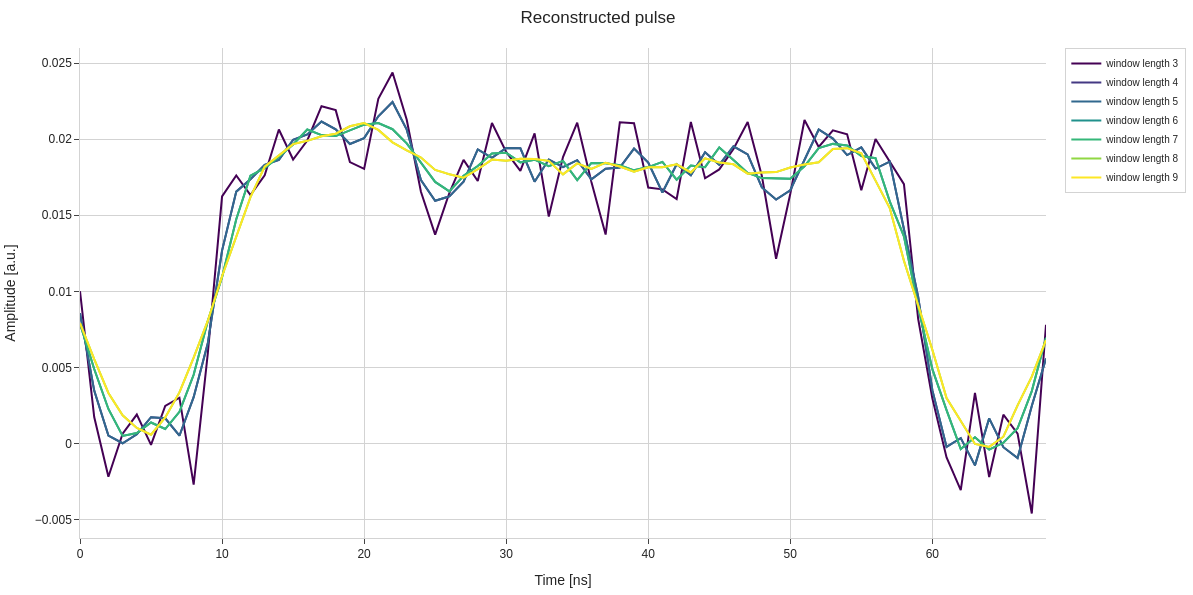 Reconstructed pulse
0.025
0.02
0.015
0.01
0.005
0
−0.005
Amplitude [a.u.]
0 10 20 30 40 50 60
Time [ns]
window length 3
window length 4
window length 5
window length 6
window length 7
window length 8
window length 9